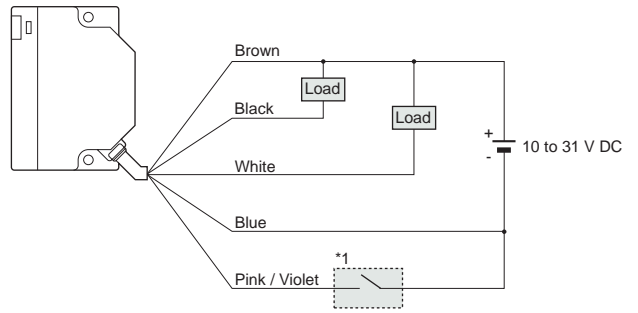 Brown
Load
Black
Load
+
10 to 31 V DC
-
White
Blue
*1
Pink / Violet